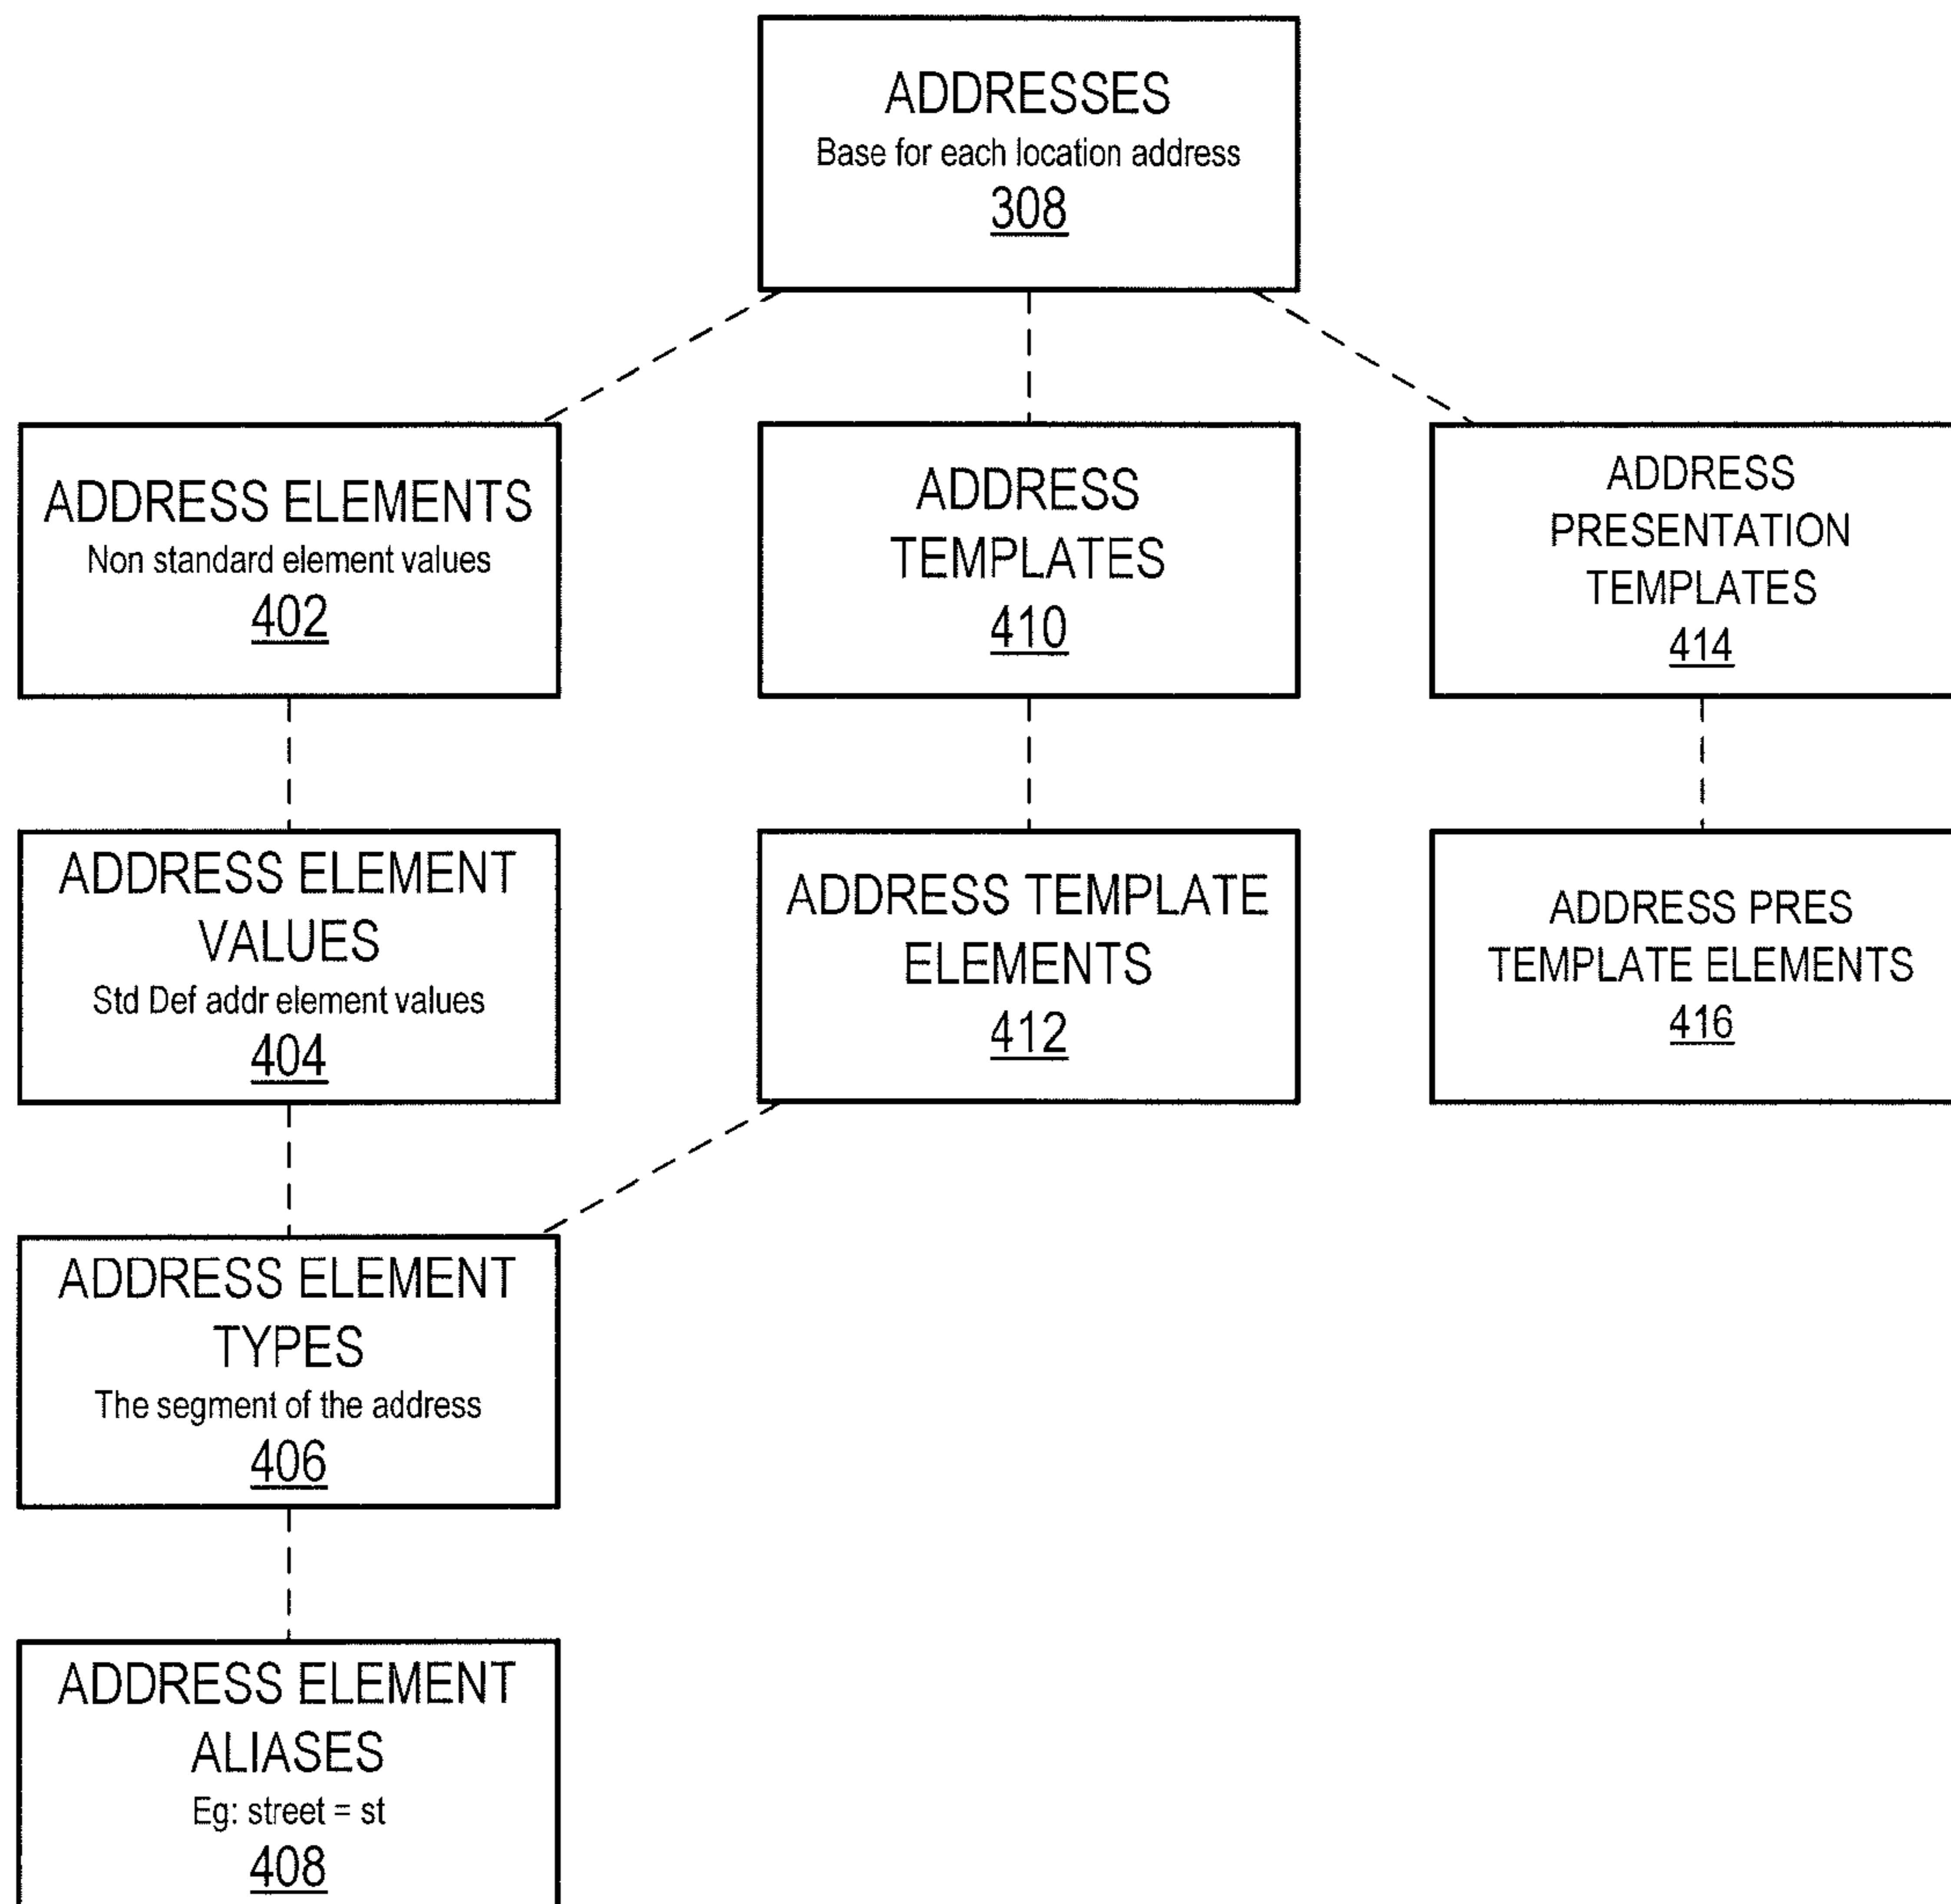 ADDRESSES
Base for each location address
308
ADDRESS ELEMENTS
Non standard element values
402
ADDRESS
TEMPLATES
410
ADDRESS
PRESENTATION
TEMPLATES
414
ADDRESS ELEMENT
VALUES
Std Def addr element values
404
ADDRESS TEMPLATE
ELEMENTS
412
ADDRESS PRES
TEMPLATE ELEMENTS
416
ADDRESS ELEMENT
TYPES
The segment of the address
406
ADDRESS ELEMENT
ALIASES
Eg: street = st
408